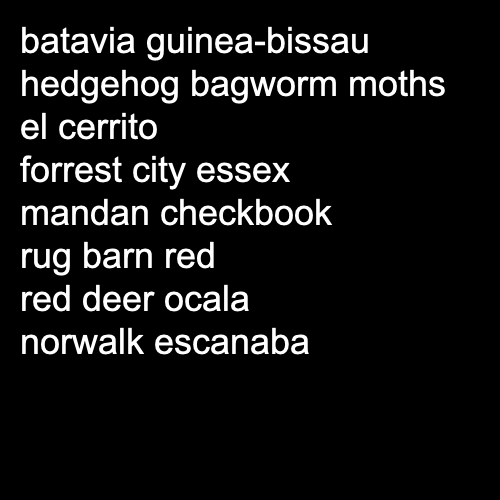 batavia guinea-bissau
hedgehog bagworm moths
el cerrito
forrest city essex
mandan checkbook
rug barn red
red deer ocala
norwalk escanaba